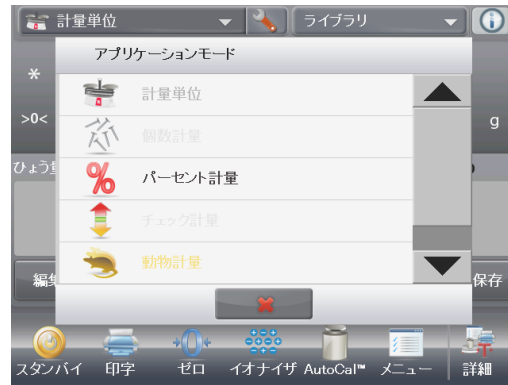 計量単位
ライブラリ
アプリケーションモード
*
>0<
g
計量単位
個数計量
パーセント計量
チェック計量
動物計量
ひょう量
編集
保存
スタンバイ
印字
ゼロ
イオナイザ
AutoCal™
メニュー
詳細